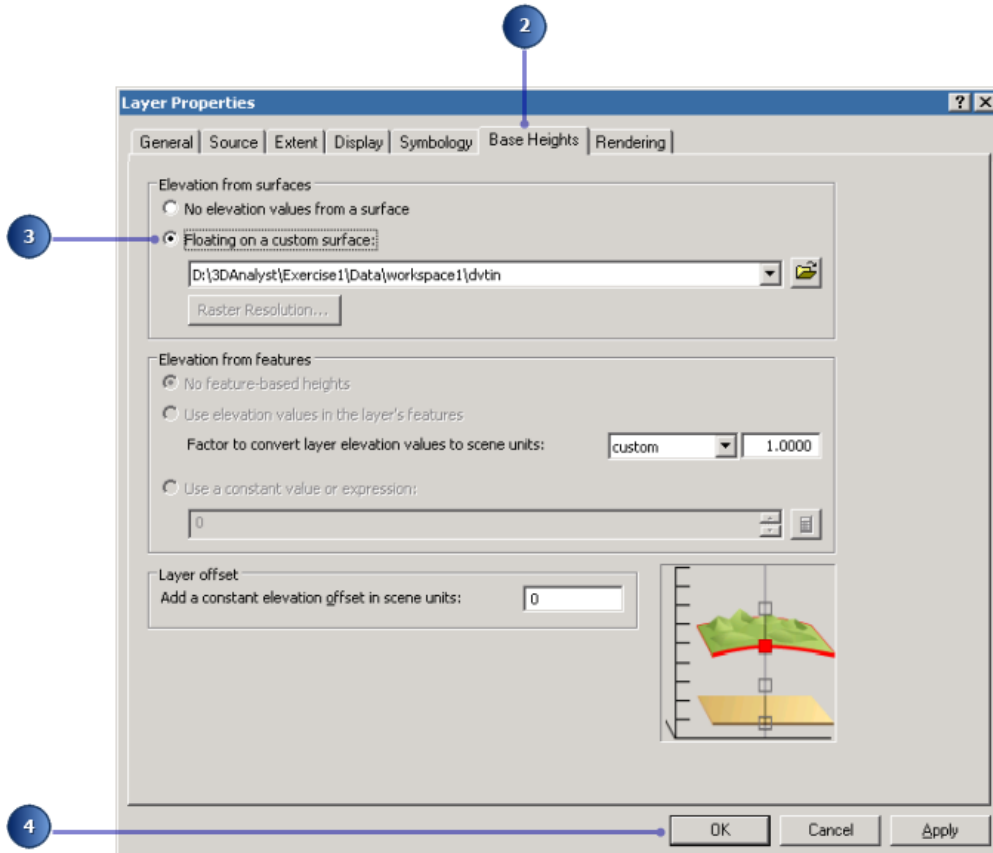 2
Layer Properties
General Source Extent Display Symbology Base Heights Rendering
Elevation from surfaces
No elevation values from a surface
3
Floating on a custom surface:
D:\3DAnalyst\Exercise1\Data\workspace1\dvtin
Raster Resolution...
Elevation from features
No feature-based heights
Use elevation values in the layer's features
Factor to convert layer elevation values to scene units: custom 1.0000
Use a constant value or expression:
0
Layer offset
Add a constant elevation offset in scene units: 0
4
OK Cancel Apply